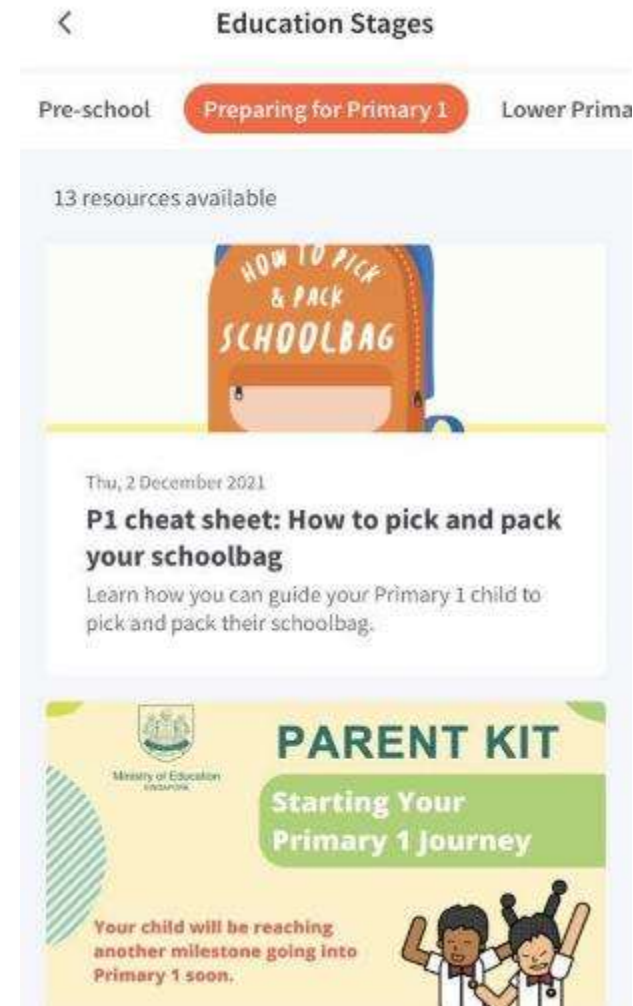 Education Stages
Pre-school Preparing for Primary 1 Lower Prima
13 resources available
HOW TO PICK
& PACK
SCHOOLBAG
Thu, 2 December 2021
P1 cheat sheet: How to pick and pack
your schoolbag
Learn how you can guide your Primary 1 child to
pick and pack their schoolbag.
Ministry of Education
SINGAPORE
PARENT KIT
Starting Your
Primary 1 Journey
Your child will be reaching
another milestone going into
Primary 1 soon.